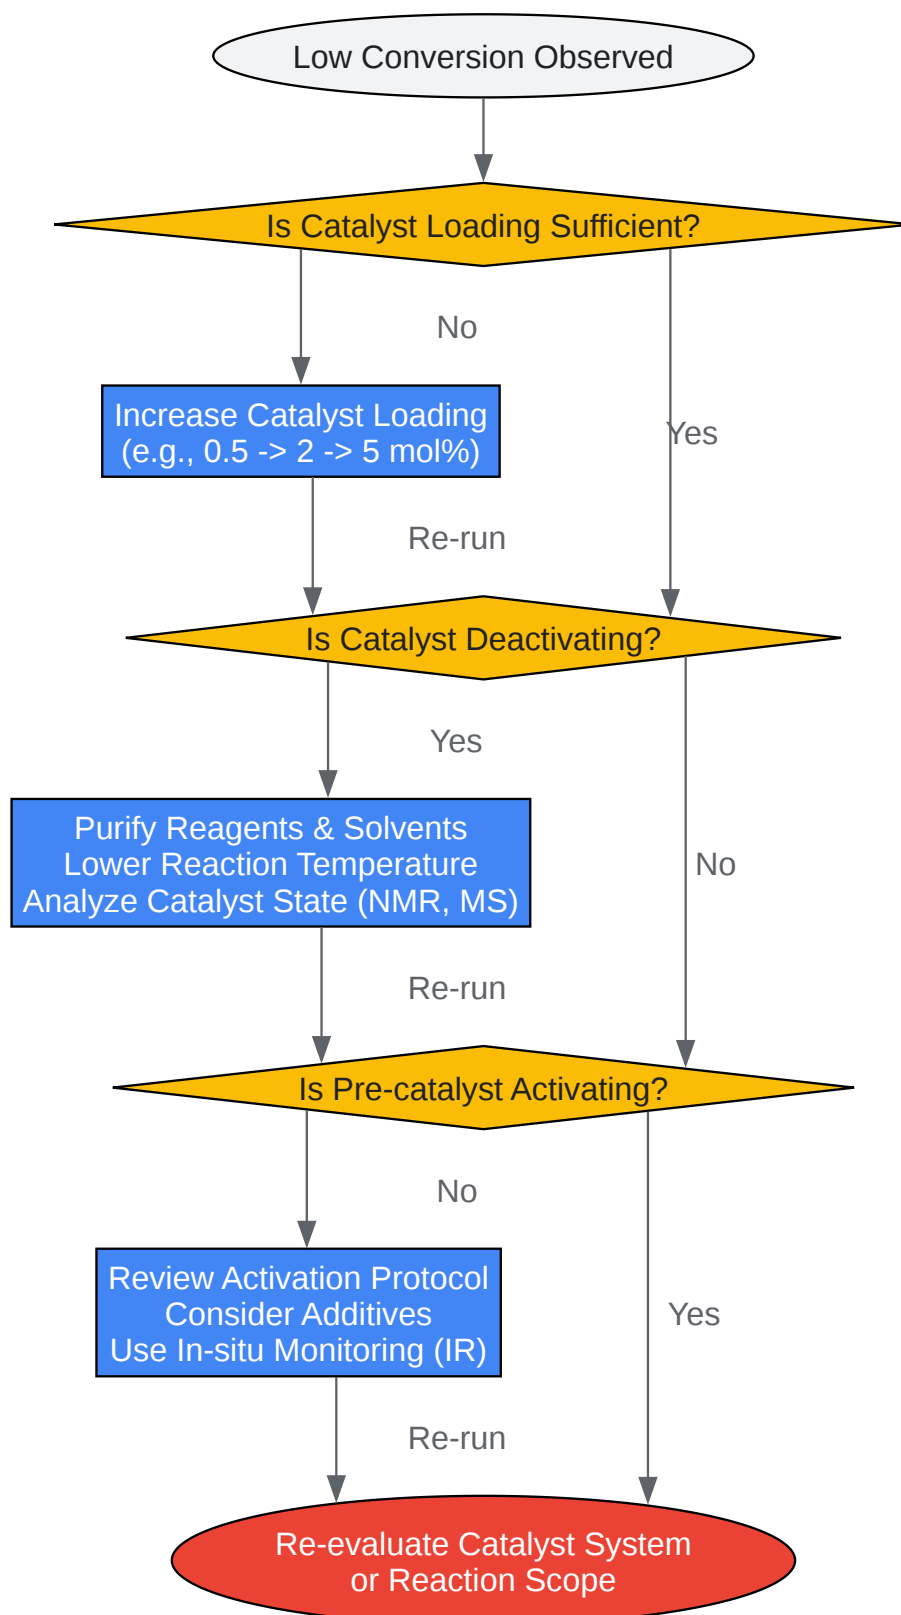 Low Conversion Observed
Is Catalyst Loading Sufficient?
No
Increase Catalyst Loading
(e.g., 0.5 -> 2 -> 5 mol%)
Yes
Re-run
Is Catalyst Deactivating?
Yes
Purify Reagents & Solvents
Lower Reaction Temperature
Analyze Catalyst State (NMR, MS)
No
Re-run
Is Pre-catalyst Activating?
No
Review Activation Protocol
Consider Additives
Use In-situ Monitoring (IR)
Yes
Re-run
Re-evaluate Catalyst System
or Reaction Scope